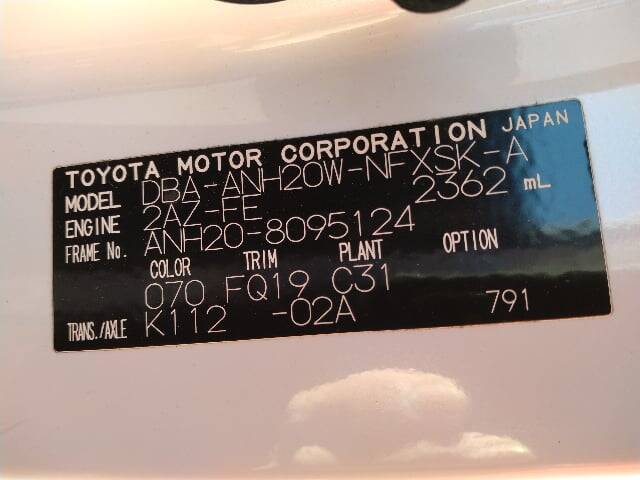 TOYOTA MOTOR CORPORATION JAPAN
MODEL DBA-ANH20W-NFXSK-A
ENGINE 2AZ-FE 2362 mL
FRAME No. ANH20-8095124
COLOR TRIM PLANT OPTION
070 FQ19 C31
TRANS./AXLE K112 -02A 791